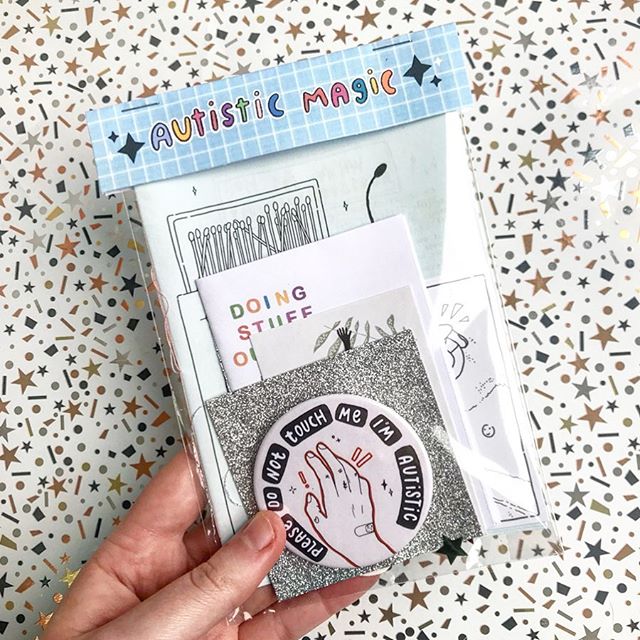 AUTISTIC MAGIC
DOING
STUFF
PLEASE DO NOT TOUCH ME I'M AUTISTIC